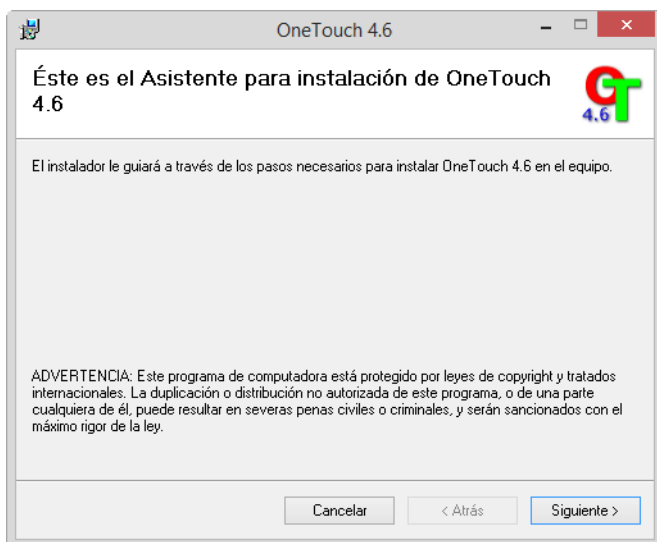 OneTouch 4.6
Éste es el Asistente para instalación de OneTouch
4.6
OT
4.6
El instalador le guiará a través de los pasos necesarios para instalar OneTouch 4.6 en el equipo.
ADVERTENCIA: Este programa de computadora está protegido por leyes de copyright y tratados
internacionales. La duplicación o distribución no autorizada de este programa, o de una parte
cualquiera de él, puede resultar en severas penas civiles o criminales, y serán sancionados con el
máximo rigor de la ley.
Cancelar
< Atrás
Siguiente >